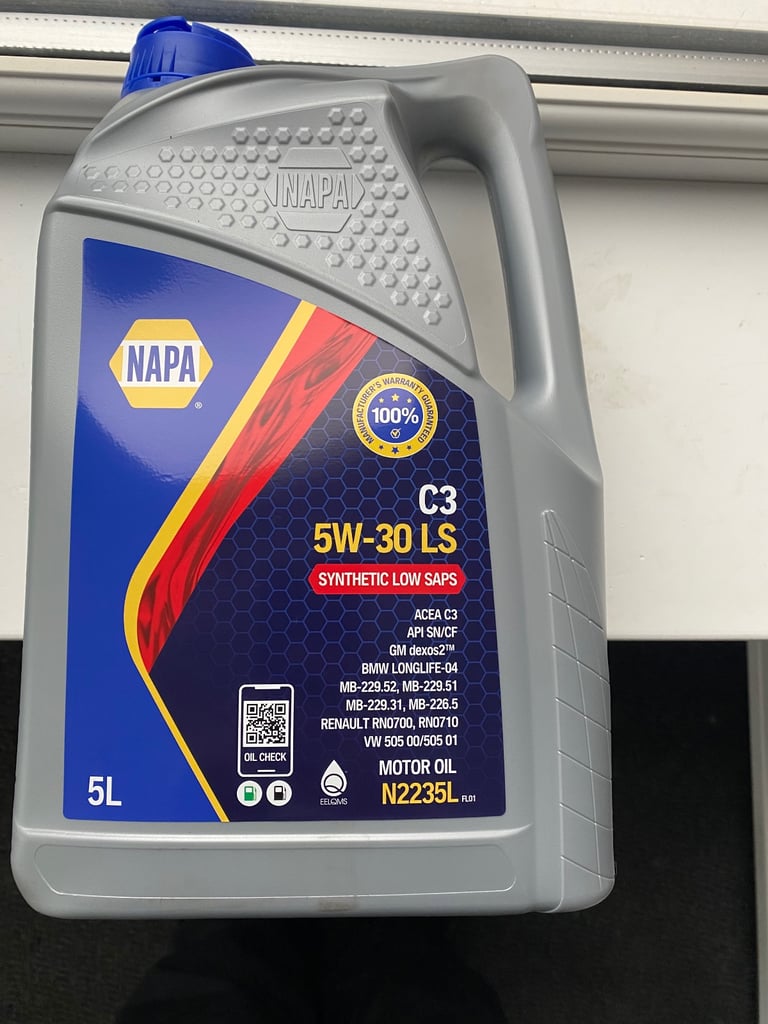 NAPA
NAPA
®
MANUFACTURER'S WARRANTY GUARANTEED
100%
C3
5W-30 LS
SYNTHETIC LOW SAPS
ACEA C3
API SN/CF
GM dexos2™
BMW LONGLIFE-04
MB-229.52, MB-229.51
MB-229.31, MB-226.5
RENAULT RN0700, RN0710
VW 505 00/505 01
OIL CHECK
EELQMS
MOTOR OIL
5L
N2235L FL01